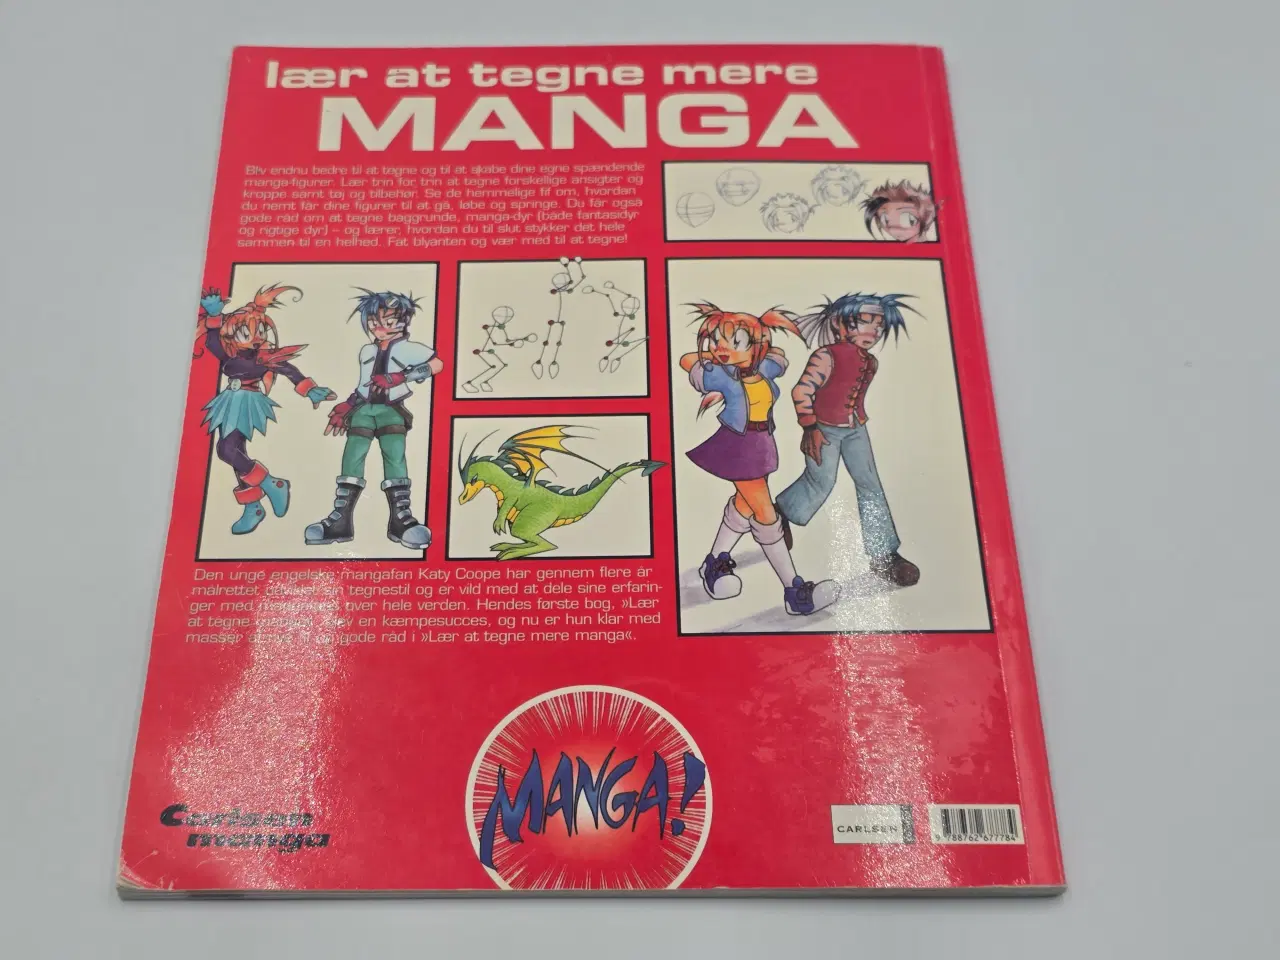 lær at tegne mere
MANGA
Bliv endnu bedre til at tegne og til at skabe dine egne spændende
manga-figurer. Lær trin for trin at tegne forskellige ansigter og
kroppe samt tøj og tilbehør. Se de hemmelige fif om, hvordan
du nemt får dine figurer til at gå, løbe og springe. Du får også
gode råd om at tegne baggrunde, manga-dyr (både fantasidyr
og rigtige dyr) – og lærer, hvordan du til slut stykker det hele
sammen til en helhed. Fat blyanten og vær med til at tegne!
Den unge engelske mangafan Katy Coope har gennem flere år
målrettet udviklet sin tegnestil og er vild med at dele sine erfarin-
ger med over hele verden. Hendes første bog, »Lær
at tegne manga«, blev en kæmpesucces, og nu er hun klar med
masser af nye gode råd i »Lær at tegne mere manga«.
MANGA!
Carlsen
manga
CARLSEN
9 788762 677784